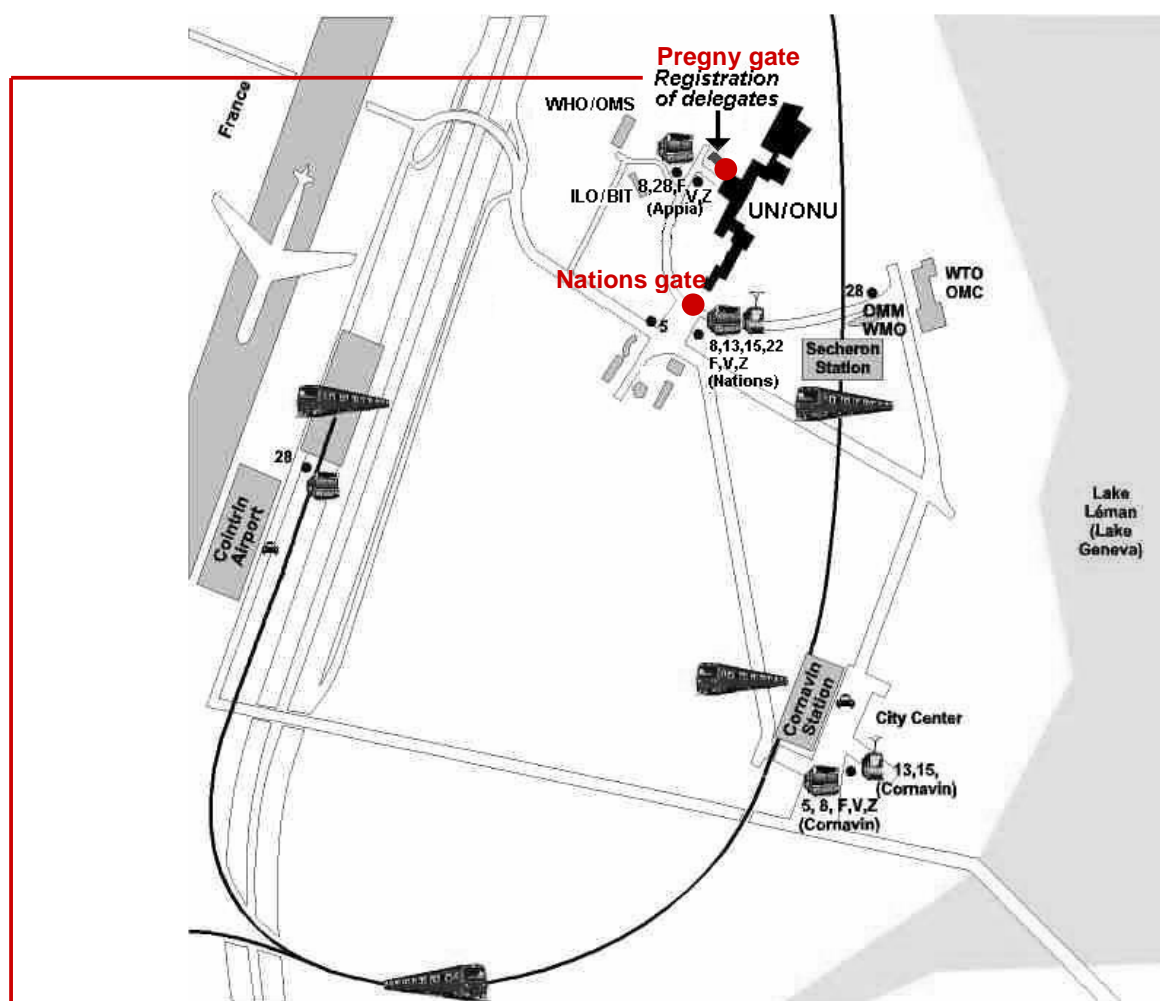 Pregny gate
Registration
of delegates
France
WHO/OMS
ILO/BIT
8,28,F
V,Z
(Appia)
UN/ONU
Nations gate
5
8,13,15,22
F,V,Z
(Nations)
28
OMM
WMO
WTO
OMC
Secheron
Station
28
Cointrin
Airport
Lake
Léman
(Lake
Geneva)
Cornavin
Station
City Center
13,15,
(Cornavin)
5, 8, F,V,Z
(Cornavin)